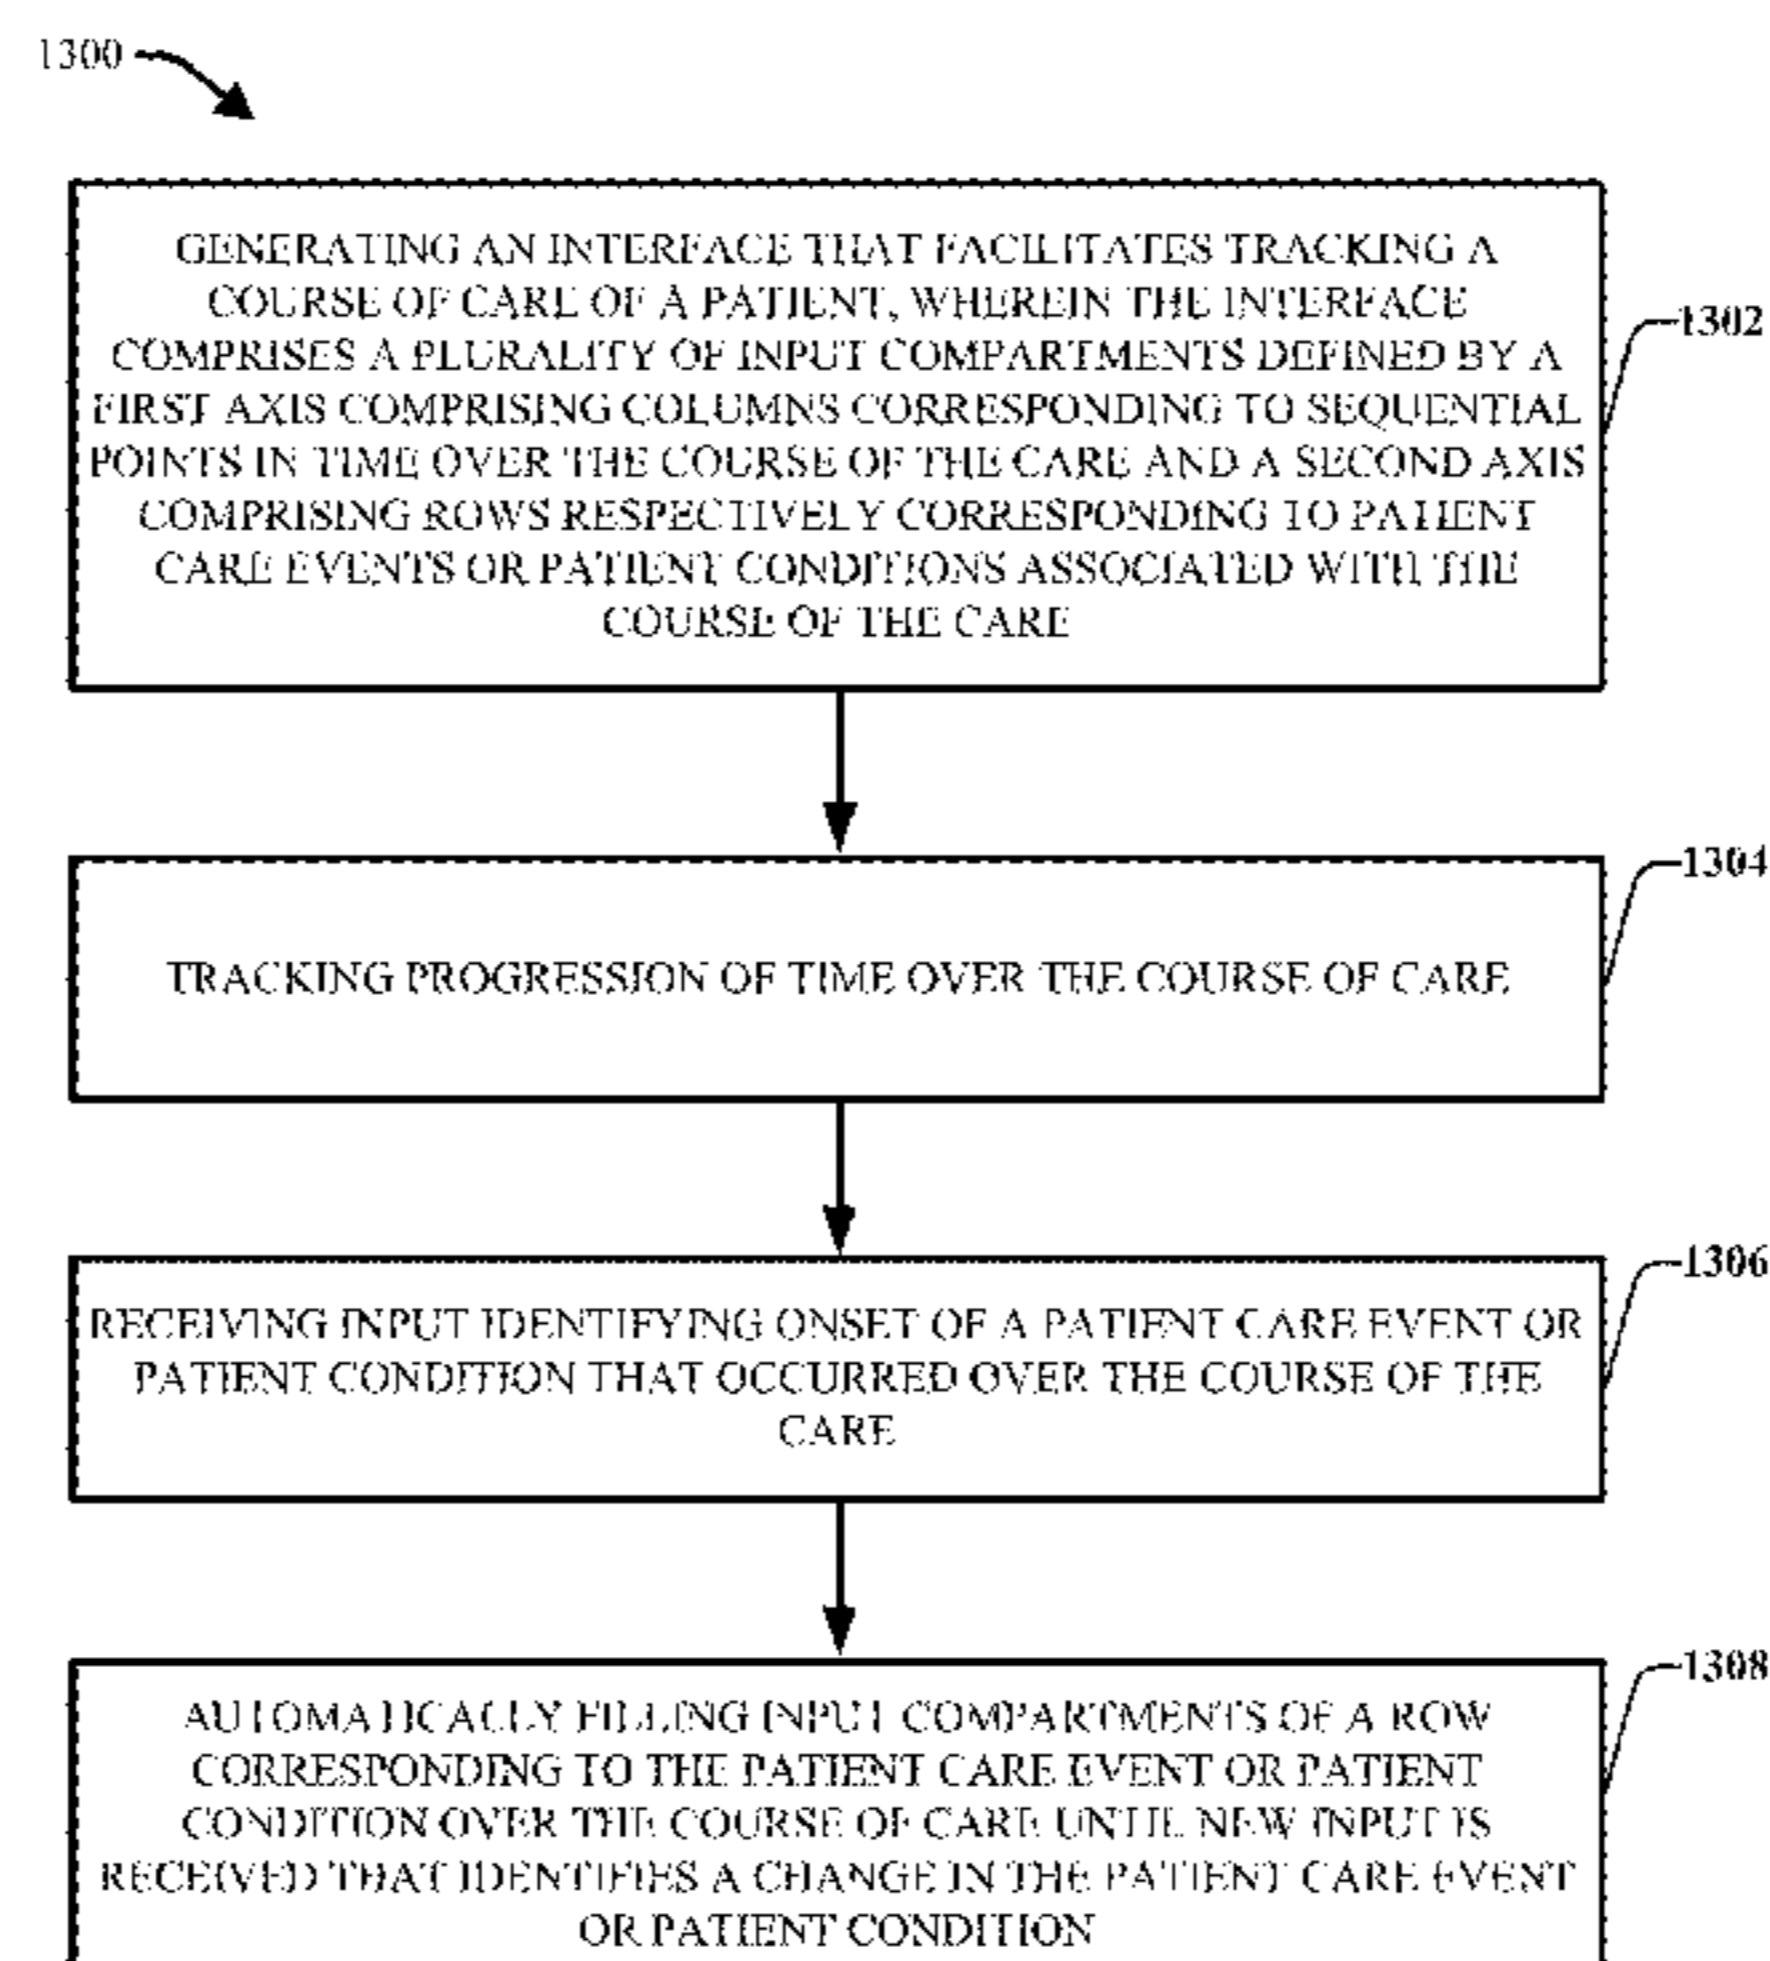 1300
GENERATING AN INTERFACE THAT FACILITATES TRACKING A
COURSE OF CARE OF A PATIENT, WHEREIN THE INTERFACE
COMPRISES A PLURALITY OF INPUT COMPARTMENTS DEFINED BY A
FIRST AXIS COMPRISING COLUMNS CORRESPONDING TO SEQUENTIAL
POINTS IN TIME OVER THE COURSE OF THE CARE AND A SECOND AXIS
COMPRISING ROWS RESPECTIVELY CORRESPONDING TO PATIENT
CARE EVENTS OR PATIENT CONDITIONS ASSOCIATED WITH THE
COURSE OF THE CARE
1302
TRACKING PROGRESSION OF TIME OVER THE COURSE OF CARE
1304
RECEIVING INPUT IDENTIFYING ONSET OF A PATIENT CARE EVENT OR
PATIENT CONDITION THAT OCCURRED OVER THE COURSE OF THE
CARE
1306
AUTOMATICALLY FILLING INPUT COMPARTMENTS OF A ROW
CORRESPONDING TO THE PATIENT CARE EVENT OR PATIENT
CONDITION OVER THE COURSE OF CARE UNTIL NEW INPUT IS
RECEIVED THAT IDENTIFIES A CHANGE IN THE PATIENT CARE EVENT
OR PATIENT CONDITION
1308